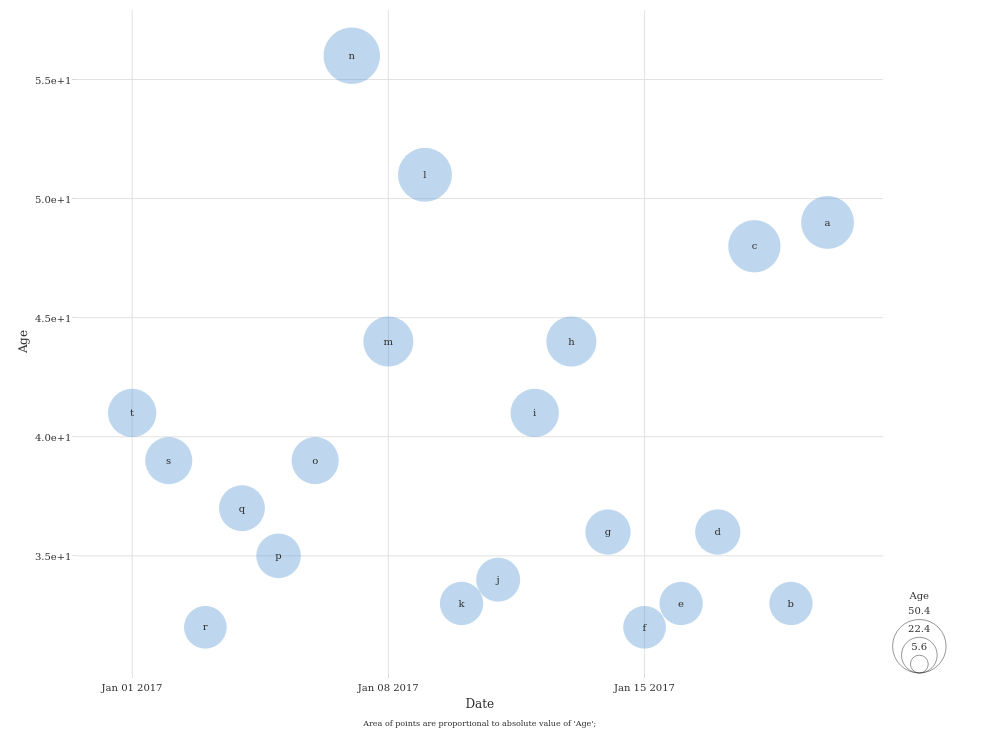 n
5.5e+1
l
5.0e+1
a
c
4.5e+1
Age
m
h
t
i
4.0e+1
s
o
q
g
d
p
3.5e+1
j
k
e
b
r
f
Age
50.4
22.4
5.6
Jan 01 2017
Jan 08 2017
Jan 15 2017
Date
Area of points are proportional to absolute value of 'Age';